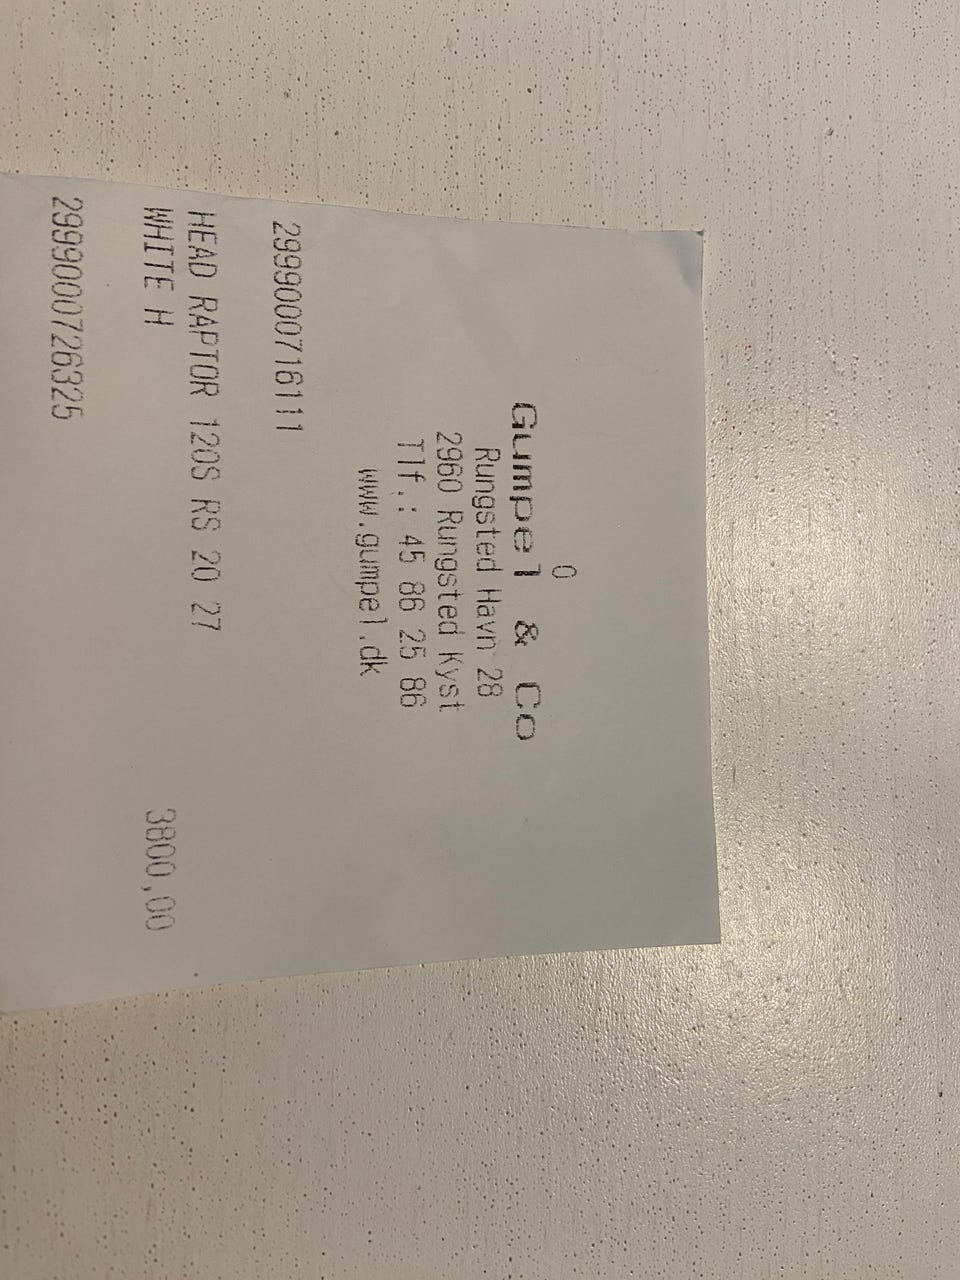 0
Gumpel & Co
Rungsted Havn 28
2960 Rungsted Kyst
Tlf.: 45 86 25 86
www.gumpel.dk
2999000716111
HEAD RAPTOR 120S RS 20 27
WHITE H 3800,00
2999000726325